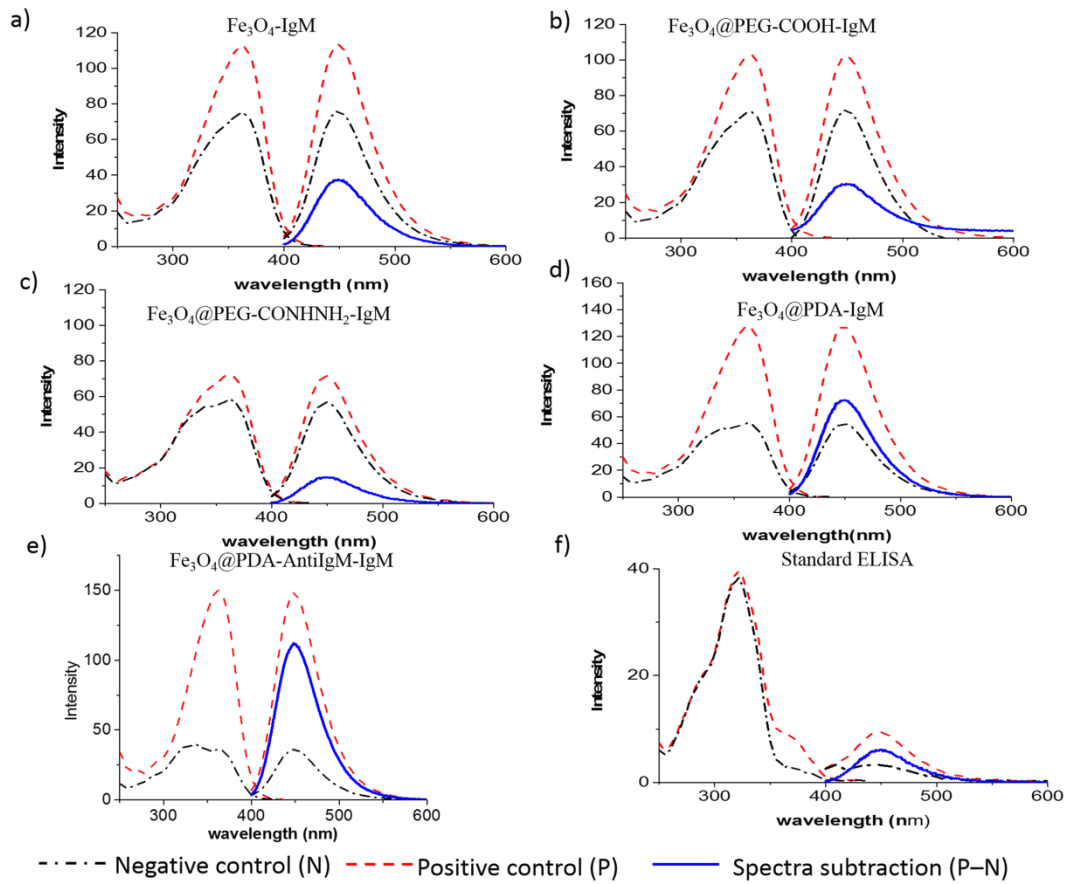 a)
Fe₃O₄-IgM
120
100
80
60
40
20
0
Intensity
300 400 500 600
wavelength (nm)
b)
Fe₃O₄@PEG-COOH-IgM
120
100
80
60
40
20
0
Intensity
300 400 500 600
wavelength (nm)
c)
Fe₃O₄@PEG-CONHNH₂-IgM
120
100
80
60
40
20
0
Intensity
300 400 500 600
wavelength (nm)
d)
Fe₃O₄@PDA-IgM
160
140
120
100
80
60
40
20
0
Intensity
300 400 500 600
wavelength(nm)
e)
Fe₃O₄@PDA-AntiIgM-IgM
150
100
50
0
Intensity
300 400 500 600
wavelength (nm)
f)
Standard ELISA
40
20
0
Intensity
300 400 500 600
wavelength (nm)
Negative control (N) Positive control (P) Spectra subtraction (P–N)